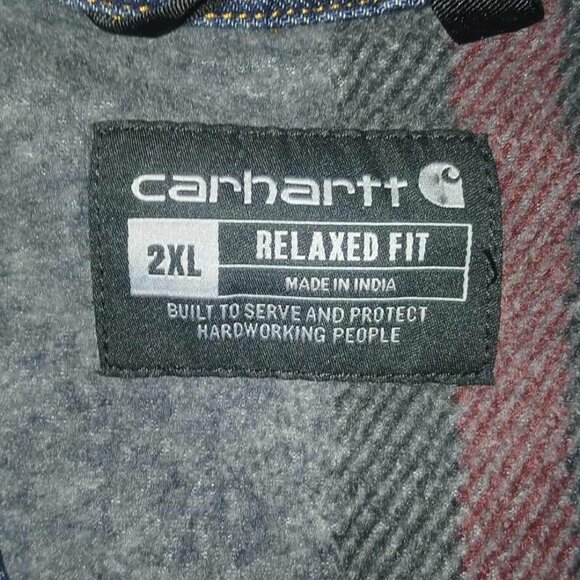 carhartt
2XL RELAXED FIT
MADE IN INDIA
BUILT TO SERVE AND PROTECT
HARDWORKING PEOPLE